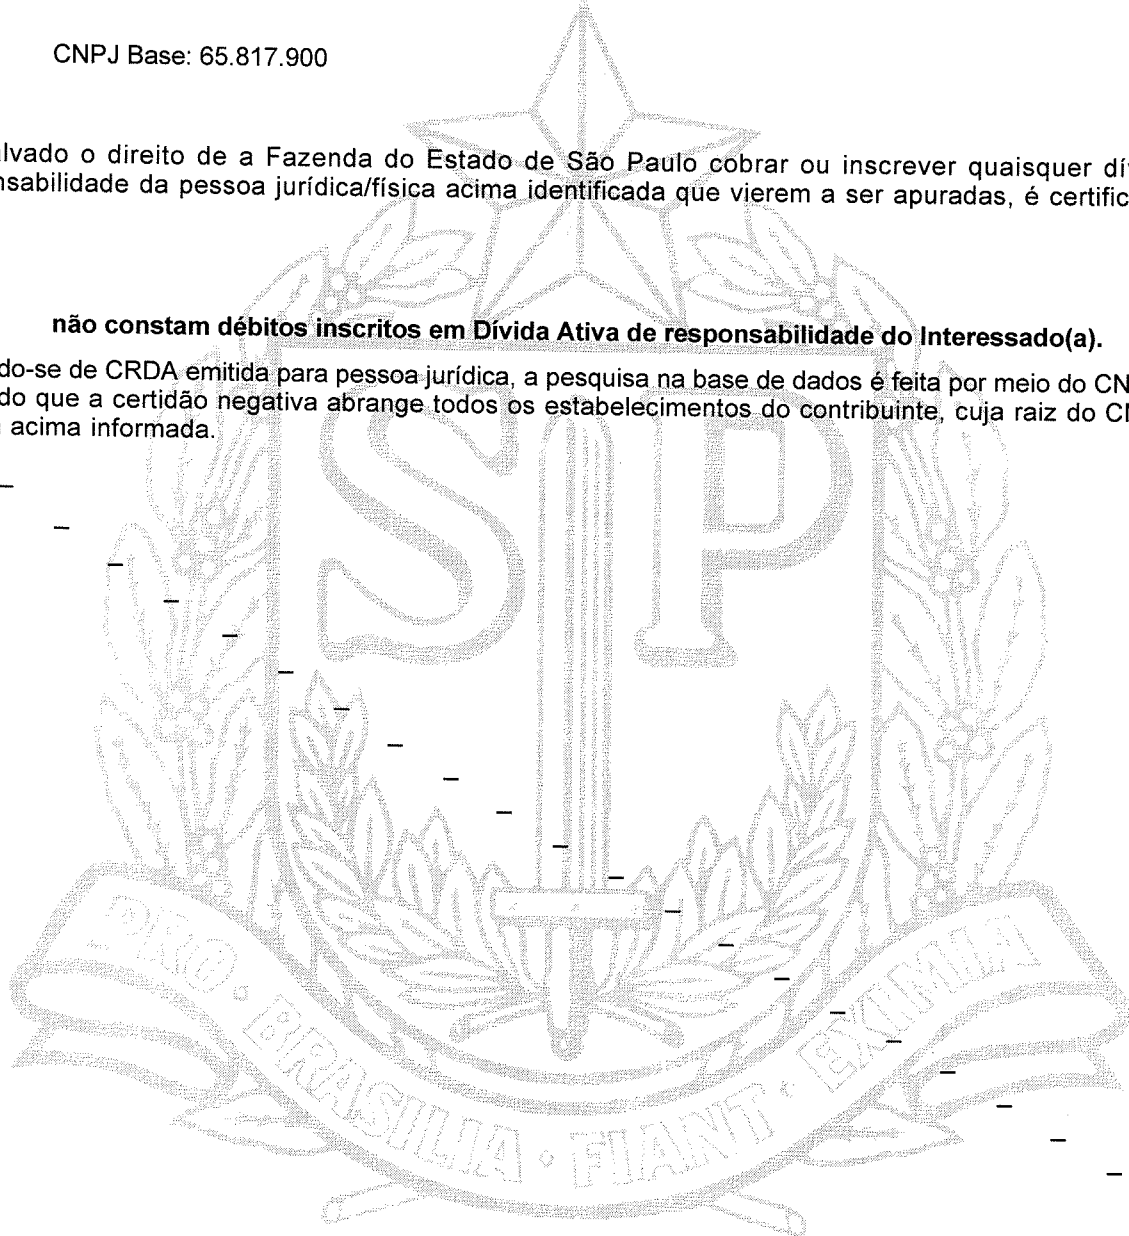 CNPJ Base: 65.817.900
lvado o direito de a Fazenda do Estado de São Paulo cobrar ou inscrever quaisquer dí
nsabilidade da pessoa jurídica/física acima identificada que vierem a ser apuradas, é certific
não constam débitos inscritos em Dívida Ativa de responsabilidade do Interessado(a).
do-se de CRDA emitida para pessoa jurídica, a pesquisa na base de dados é feita por meio do CN
do que a certidão negativa abrange todos os estabelecimentos do contribuinte, cuja raiz do CN
acima informada.
SP
PRO · BRASILIA · FIANT · EXIMIA